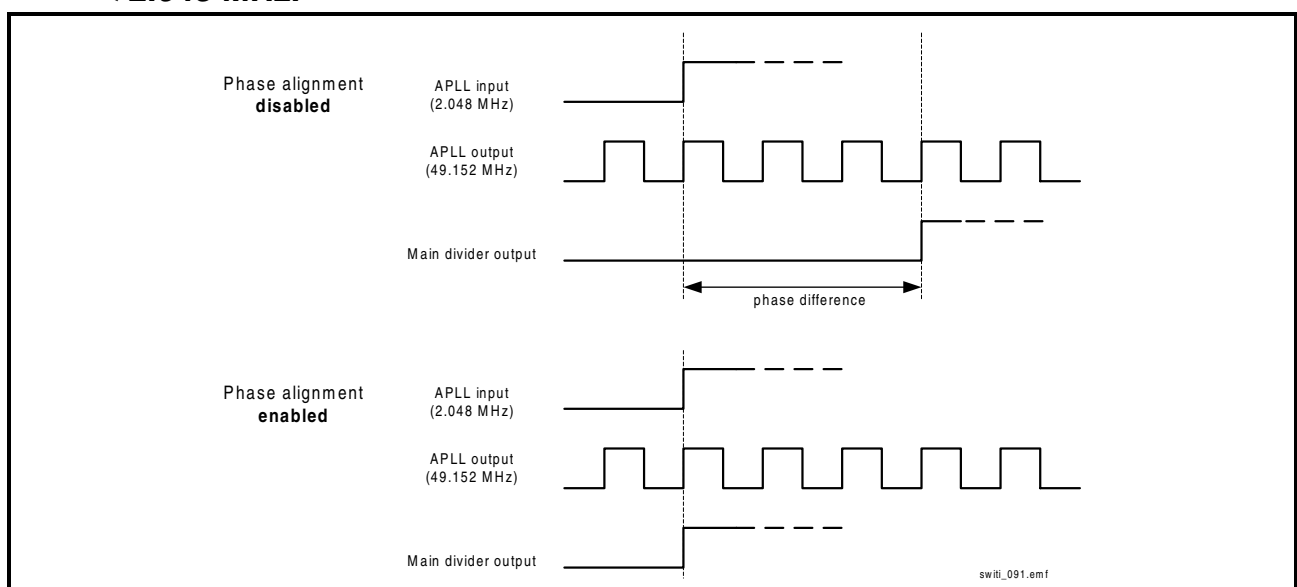 Phase alignment
disabled
APLL input
(2.048 MHz)
APLL output
(49.152 MHz)
Main divider output
phase difference
Phase alignment
enabled
APLL input
(2.048 MHz)
APLL output
(49.152 MHz)
Main divider output
switi_091.emf